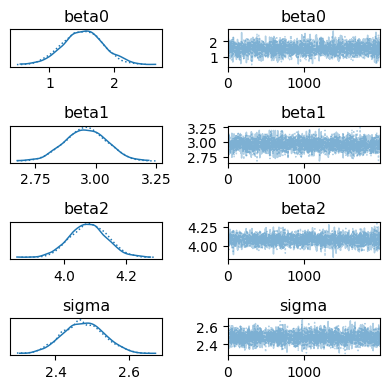 beta0 beta0
2
1
1 2 0 1000
beta1 beta1
3.25
3.00
2.75
2.75 3.00 3.25 0 1000
beta2 beta2
4.25
4.00
4.0 4.2 0 1000
sigma sigma
2.6
2.4
2.4 2.6 0 1000